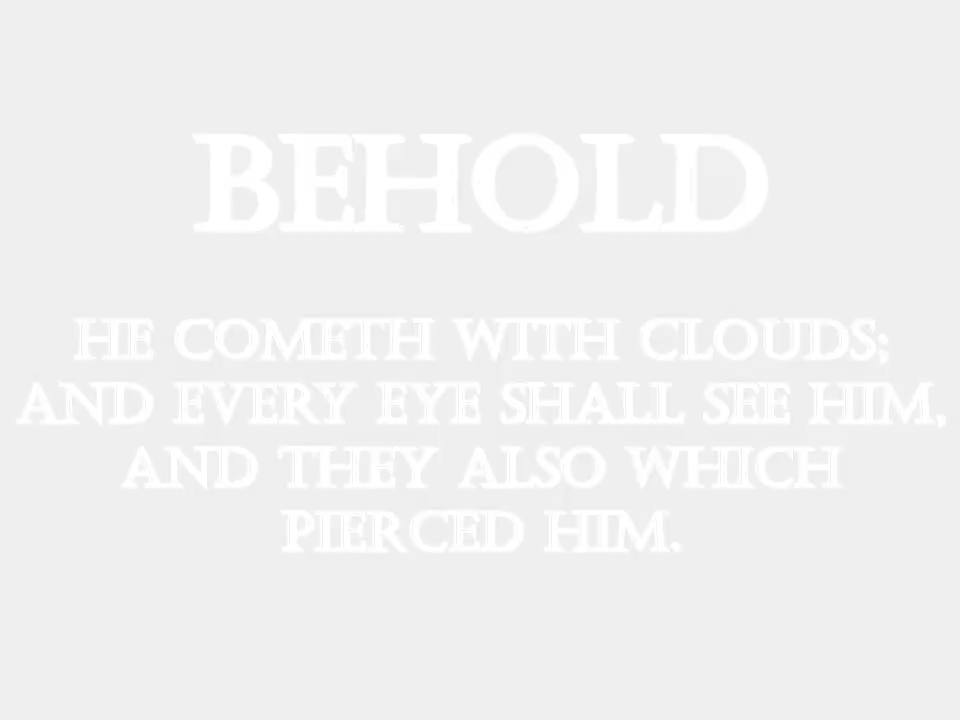 BEHOLD
HE COMETH WITH CLOUDS;
AND EVERY EYE SHALL SEE HIM,
AND THEY ALSO WHICH
PIERCED HIM.